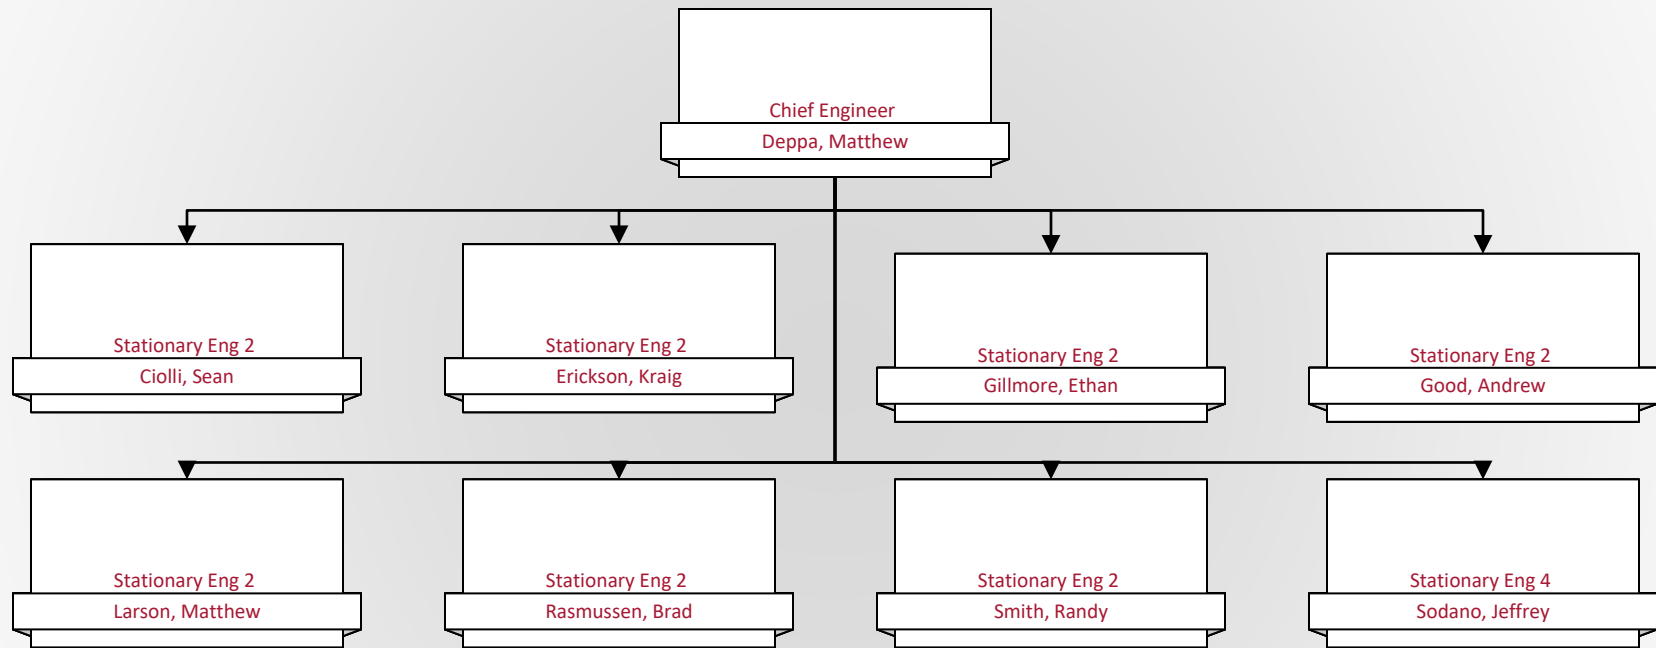 Chief Engineer
Deppa, Matthew
Stationary Eng 2
Ciolli, Sean
Stationary Eng 2
Erickson, Kraig
Stationary Eng 2
Gillmore, Ethan
Stationary Eng 2
Good, Andrew
Stationary Eng 2
Larson, Matthew
Stationary Eng 2
Rasmussen, Brad
Stationary Eng 2
Smith, Randy
Stationary Eng 4
Sodano, Jeffrey